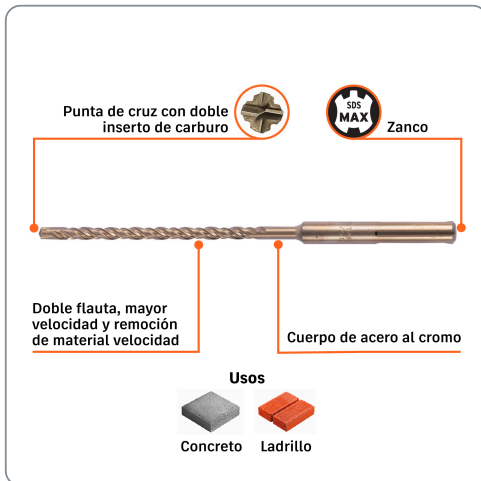 Punta de cruz con doble
inserto de carburo
SDS
MAX
Zanco
Doble flauta, mayor
velocidad y remoción
de material velocidad
Cuerpo de acero al cromo
Usos
Concreto
Ladrillo